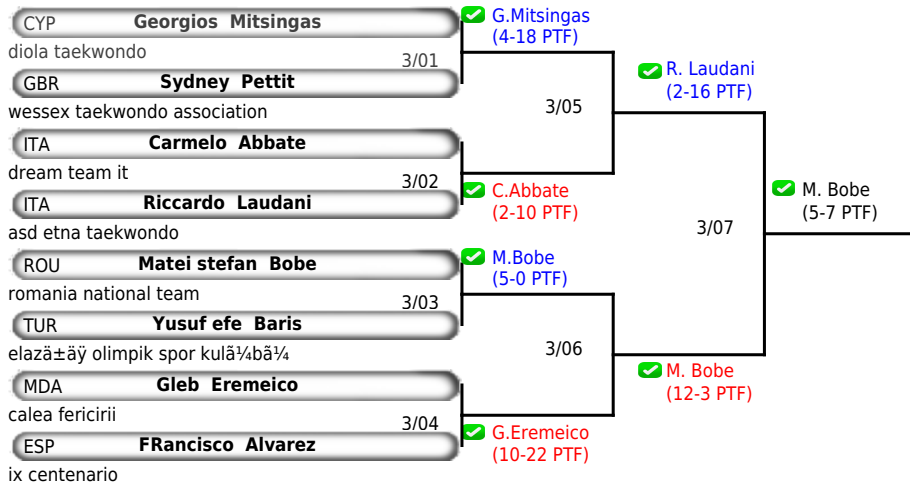 CYP Georgios Mitsingas
diola taekwondo
3/01
GBR Sydney Pettit
wessex taekwondo association
ITA Carmelo Abbate
dream team it
3/02
ITA Riccardo Laudani
asd etna taekwondo
ROU Matei stefan Bobe
romania national team
3/03
TUR Yusuf efe Baris
elazä±äÿ olimpik spor kulã¼bã¼
MDA Gleb Eremeico
calea fericirii
3/04
ESP FRancisco Alvarez
ix centenario
G.Mitsingas
(4-18 PTF)
3/05
C.Abbate
(2-10 PTF)
M.Bobe
(5-0 PTF)
3/06
G.Eremeico
(10-22 PTF)
R. Laudani
(2-16 PTF)
3/07
M. Bobe
(12-3 PTF)
M. Bobe
(5-7 PTF)